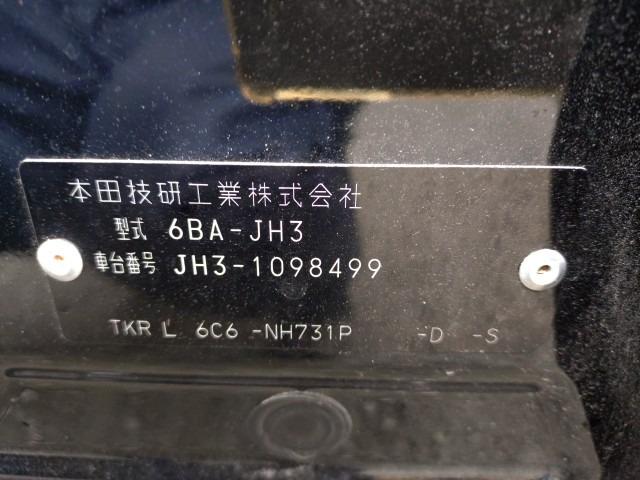 本田技研工業株式会社
型式 6BA-JH3
車台番号 JH3-1098499
TKR L 6C6 -NH731P -D -S